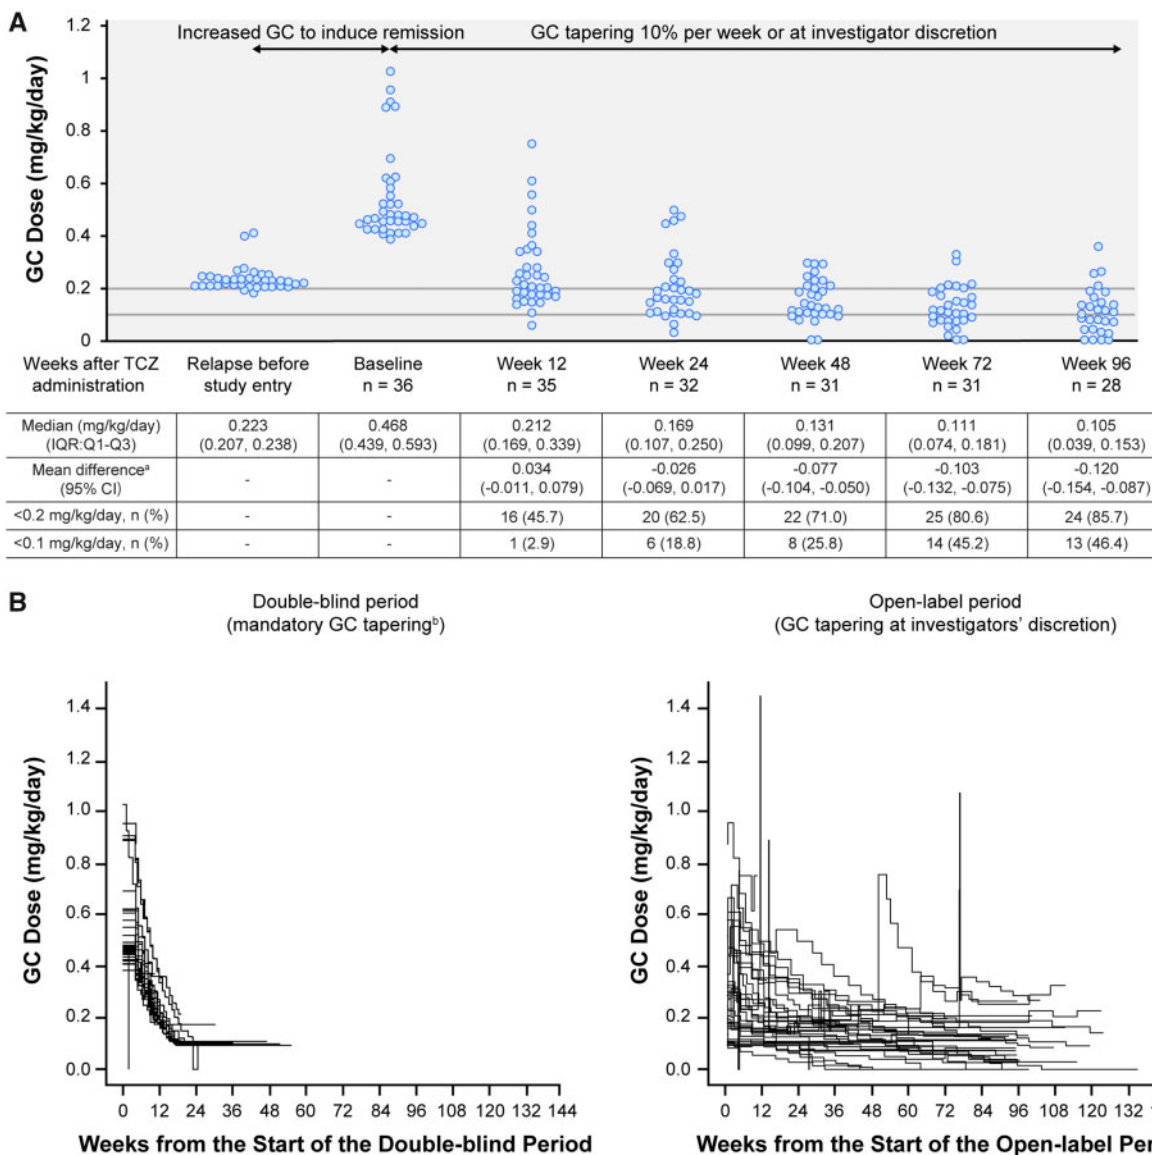 A
Increased GC to induce remission
GC tapering 10% per week or at investigator discretion
GC Dose (mg/kg/day)
1.2
1
0.8
0.6
0.4
0.2
0
Weeks after TCZ administration
Relapse before study entry
Baseline n = 36
Week 12 n = 35
Week 24 n = 32
Week 48 n = 31
Week 72 n = 31
Week 96 n = 28
Median (mg/kg/day) (IQR:Q1-Q3)
0.223 (0.207, 0.238)
0.468 (0.439, 0.593)
0.212 (0.169, 0.339)
0.169 (0.107, 0.250)
0.131 (0.099, 0.207)
0.111 (0.074, 0.181)
0.105 (0.039, 0.153)
Mean differenceᵃ (95% CI)
-
-
0.034 (-0.011, 0.079)
-0.026 (-0.069, 0.017)
-0.077 (-0.104, -0.050)
-0.103 (-0.132, -0.075)
-0.120 (-0.154, -0.087)
<0.2 mg/kg/day, n (%)
-
-
16 (45.7)
20 (62.5)
22 (71.0)
25 (80.6)
24 (85.7)
<0.1 mg/kg/day, n (%)
-
-
1 (2.9)
6 (18.8)
8 (25.8)
14 (45.2)
13 (46.4)
B
Double-blind period
(mandatory GC taperingᵇ)
GC Dose (mg/kg/day)
1.4
1.2
1.0
0.8
0.6
0.4
0.2
0.0
0 12 24 36 48 60 72 84 96 108 120 132 144
Weeks from the Start of the Double-blind Period
Open-label period
(GC tapering at investigators' discretion)
GC Dose (mg/kg/day)
1.4
1.2
1.0
0.8
0.6
0.4
0.2
0.0
0 12 24 36 48 60 72 84 96 108 120 132 1
Weeks from the Start of the Open-label Per